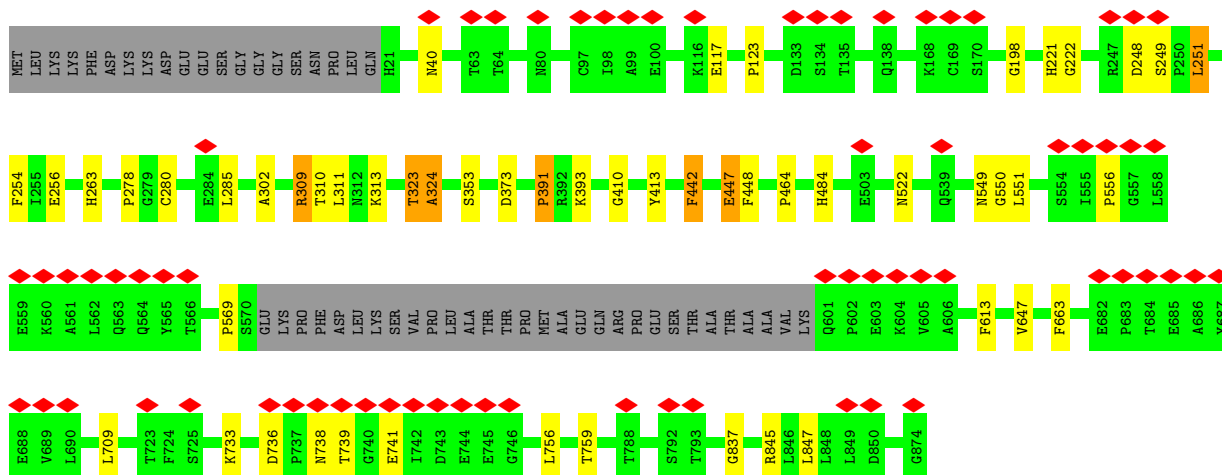 MET LEU LYS LYS PHE ASP LYS LYS ASP GLU GLU SER GLY GLY GLY SER ASN PRO LEU GLN H21 N40 T63 T64 N80 C97 I98 A99 E100 K116 E117 P123 D133 S134 T135 Q138 K168 C169 S170 G198 H221 G222 R247 D248 S249 P250 L251
F254 I255 E256 H263 P278 G279 C280 E284 L285 A302 R309 T310 L311 N312 K313 T323 A324 S353 D373 P391 R392 K393 G410 Y413 F442 E447 F448 P464 H484 E503 N522 Q539 N549 G550 L551 S554 I555 P556 G557 L558
E559 K560 A561 L562 Q563 Q564 Y565 T566 P569 S570 GLU LYS PRO PHE ASP LEU LYS SER VAL PRO LEU ALA THR THR PRO MET ALA GLU GLN ARG PRO GLU SER THR ALA THR ALA ALA VAL LYS Q601 P602 E603 K604 V605 A606 F613 V647 F663 E682 P683 T684 E685 A686 Y687
E688 V689 L690 L709 T723 F724 S725 K733 D736 P737 N738 T739 G740 E741 I742 D743 E744 E745 G746 L756 T759 T788 S792 T793 G837 R845 L846 L847 L848 L849 D850 G874